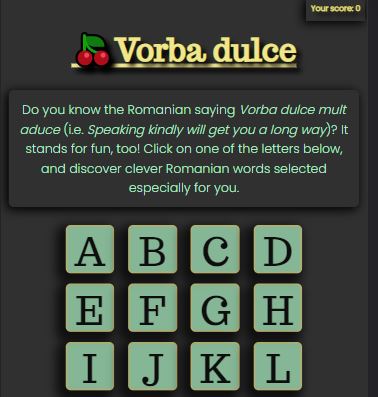 Your score: 0
Vorba dulce
Do you know the Romanian saying Vorba dulce mult
aduce (i.e. Speaking kindly will get you a long way)? It
stands for fun, too! Click on one of the letters below,
and discover clever Romanian words selected
especially for you.
A B C D
E F G H
I J K L